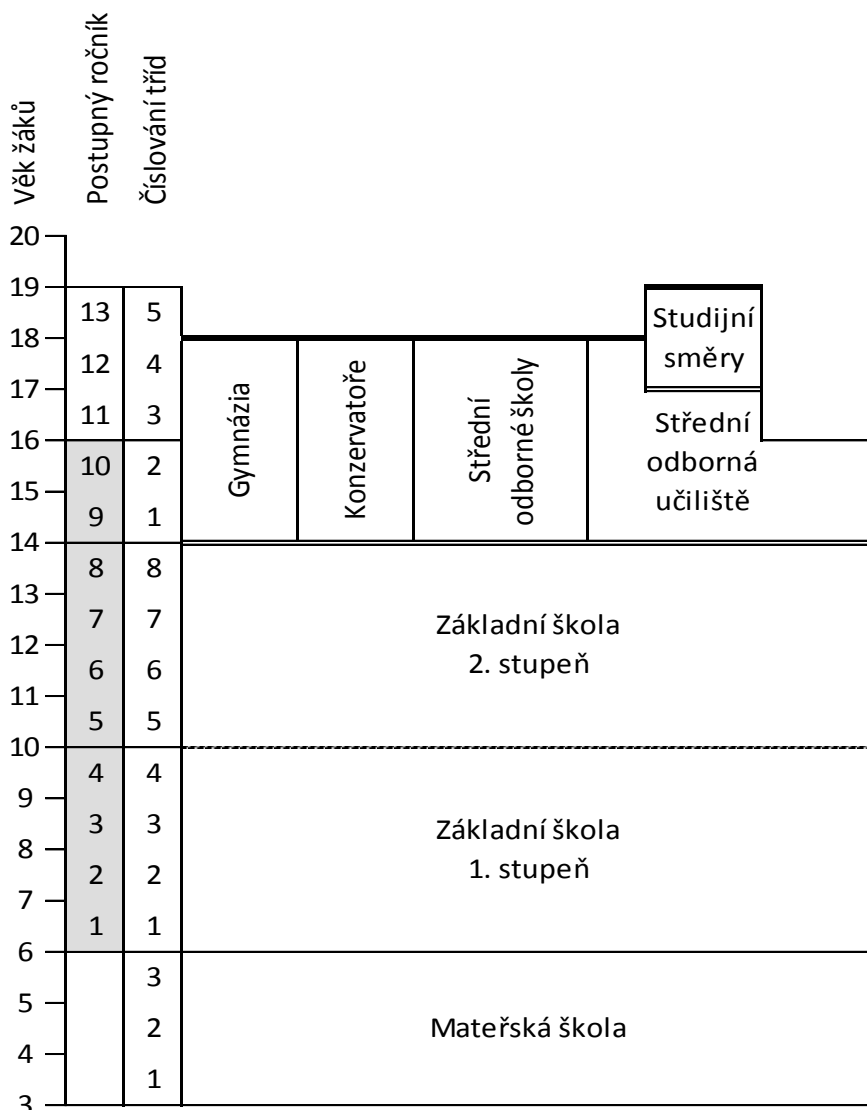 Věk žáků
Postupný ročník
Číslování tříd
20
19
18
17
16
15
14
13
12
11
10
9
8
7
6
5
4
3
13
12
11
10
9
8
7
6
5
4
3
2
1
5
4
3
2
1
8
7
6
5
4
3
2
1
3
2
1
Gymnázia
Konzervatoře
Střední
odborné školy
Studijní
směry
Střední
odborná
učiliště
Základní škola
2. stupeň
Základní škola
1. stupeň
Mateřská škola